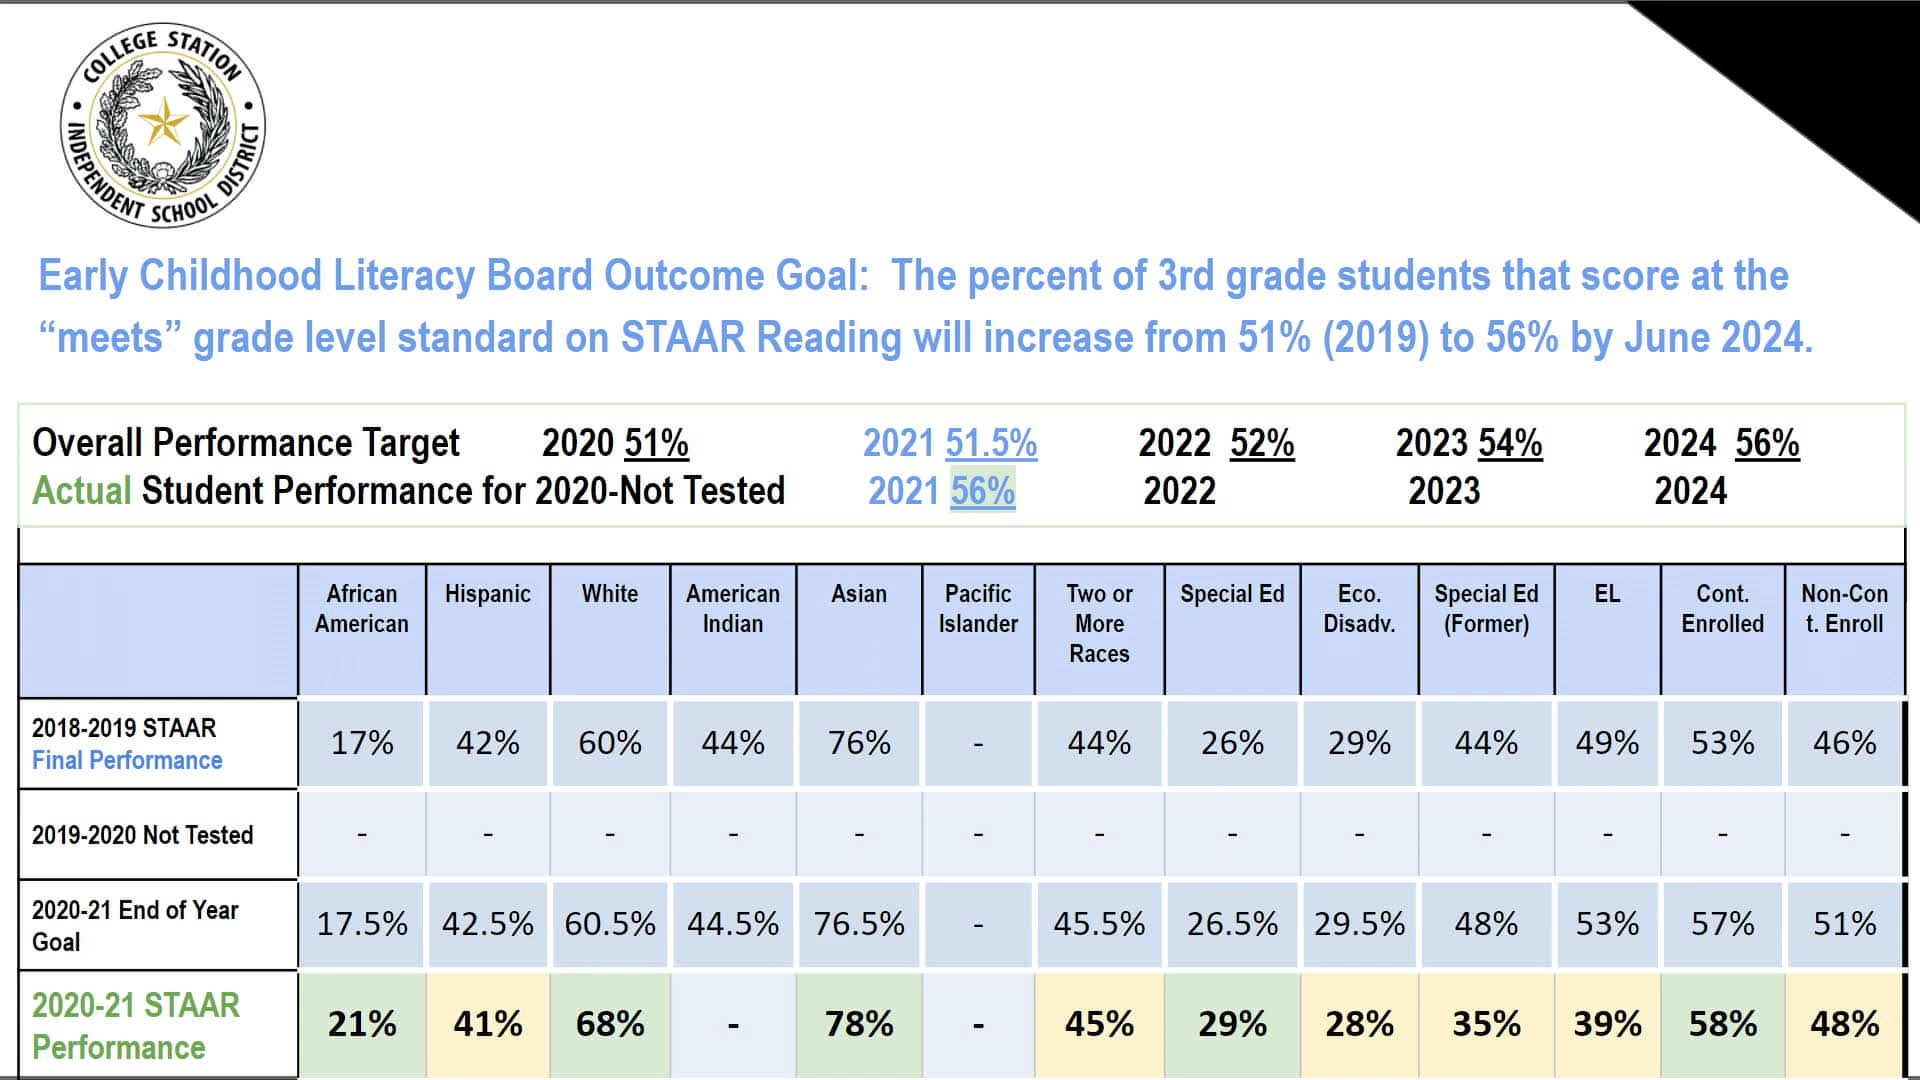 COLLEGE STATION
INDEPENDENT SCHOOL DISTRICT
Early Childhood Literacy Board Outcome Goal: The percent of 3rd grade students that score at the
“meets” grade level standard on STAAR Reading will increase from 51% (2019) to 56% by June 2024.
Overall Performance Target 2020 51% 2021 51.5% 2022 52% 2023 54% 2024 56%
Actual Student Performance for 2020-Not Tested 2021 56% 2022 2023 2024
African American Hispanic White American Indian Asian Pacific Islander Two or More Races Special Ed Eco. Disadv. Special Ed (Former) EL Cont. Enrolled Non-Con t. Enroll
2018-2019 STAAR
Final Performance 17% 42% 60% 44% 76% - 44% 26% 29% 44% 49% 53% 46%
2019-2020 Not Tested - - - - - - - - - - - - -
2020-21 End of Year
Goal 17.5% 42.5% 60.5% 44.5% 76.5% - 45.5% 26.5% 29.5% 48% 53% 57% 51%
2020-21 STAAR
Performance 21% 41% 68% - 78% - 45% 29% 28% 35% 39% 58% 48%